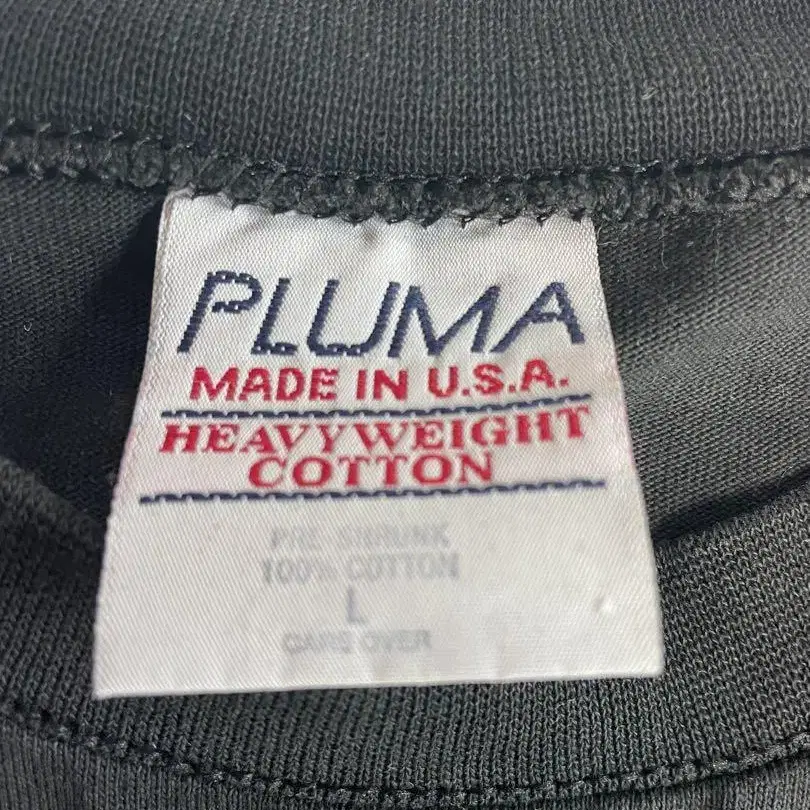 PLUMA
MADE IN U.S.A.
HEAVYWEIGHT
COTTON
PRE-SHRUNK
100% COTTON
L
CARE OVER